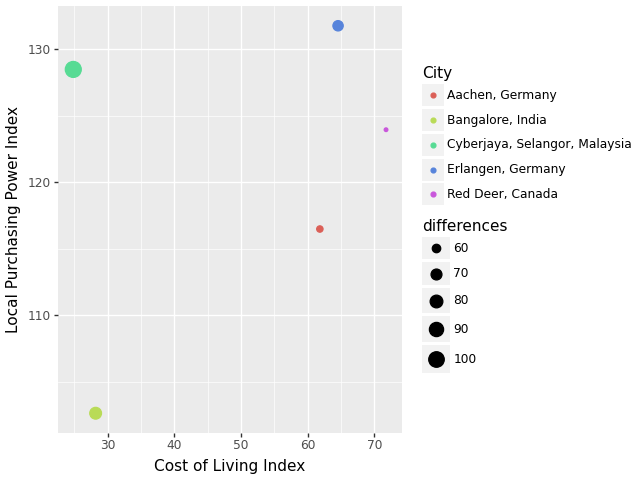 130
120
110
30
40
50
60
70
Cost of Living Index
Local Purchasing Power Index
City
Aachen, Germany
Bangalore, India
Cyberjaya, Selangor, Malaysia
Erlangen, Germany
Red Deer, Canada
differences
60
70
80
90
100